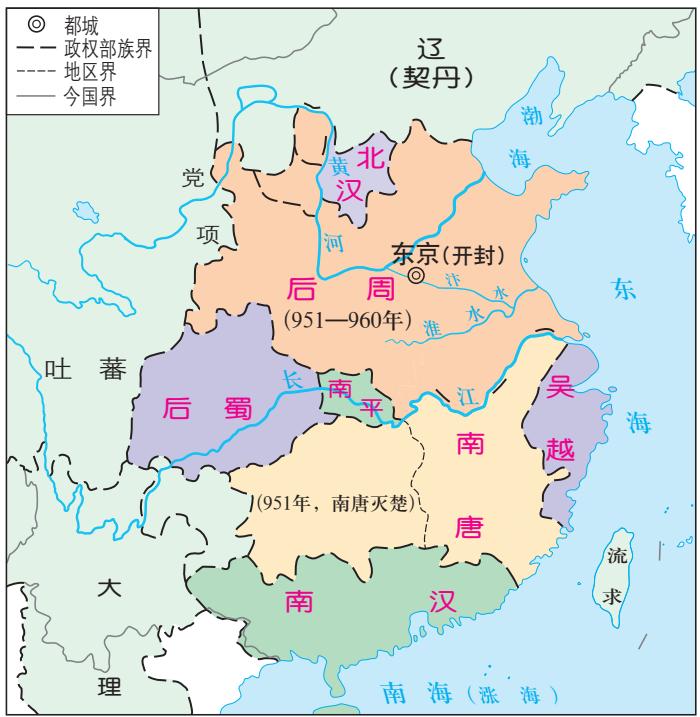 都城
政权部族界
地区界
今国界
辽
(契丹)
渤海
党项
黄河
北汉
东京(开封)
后周
(951—960年)
汴水
淮水
东海
吐蕃
后蜀
长江
南平
吴越
南唐
(951年，南唐灭楚)
流求
大理
南汉
南海(涨海)